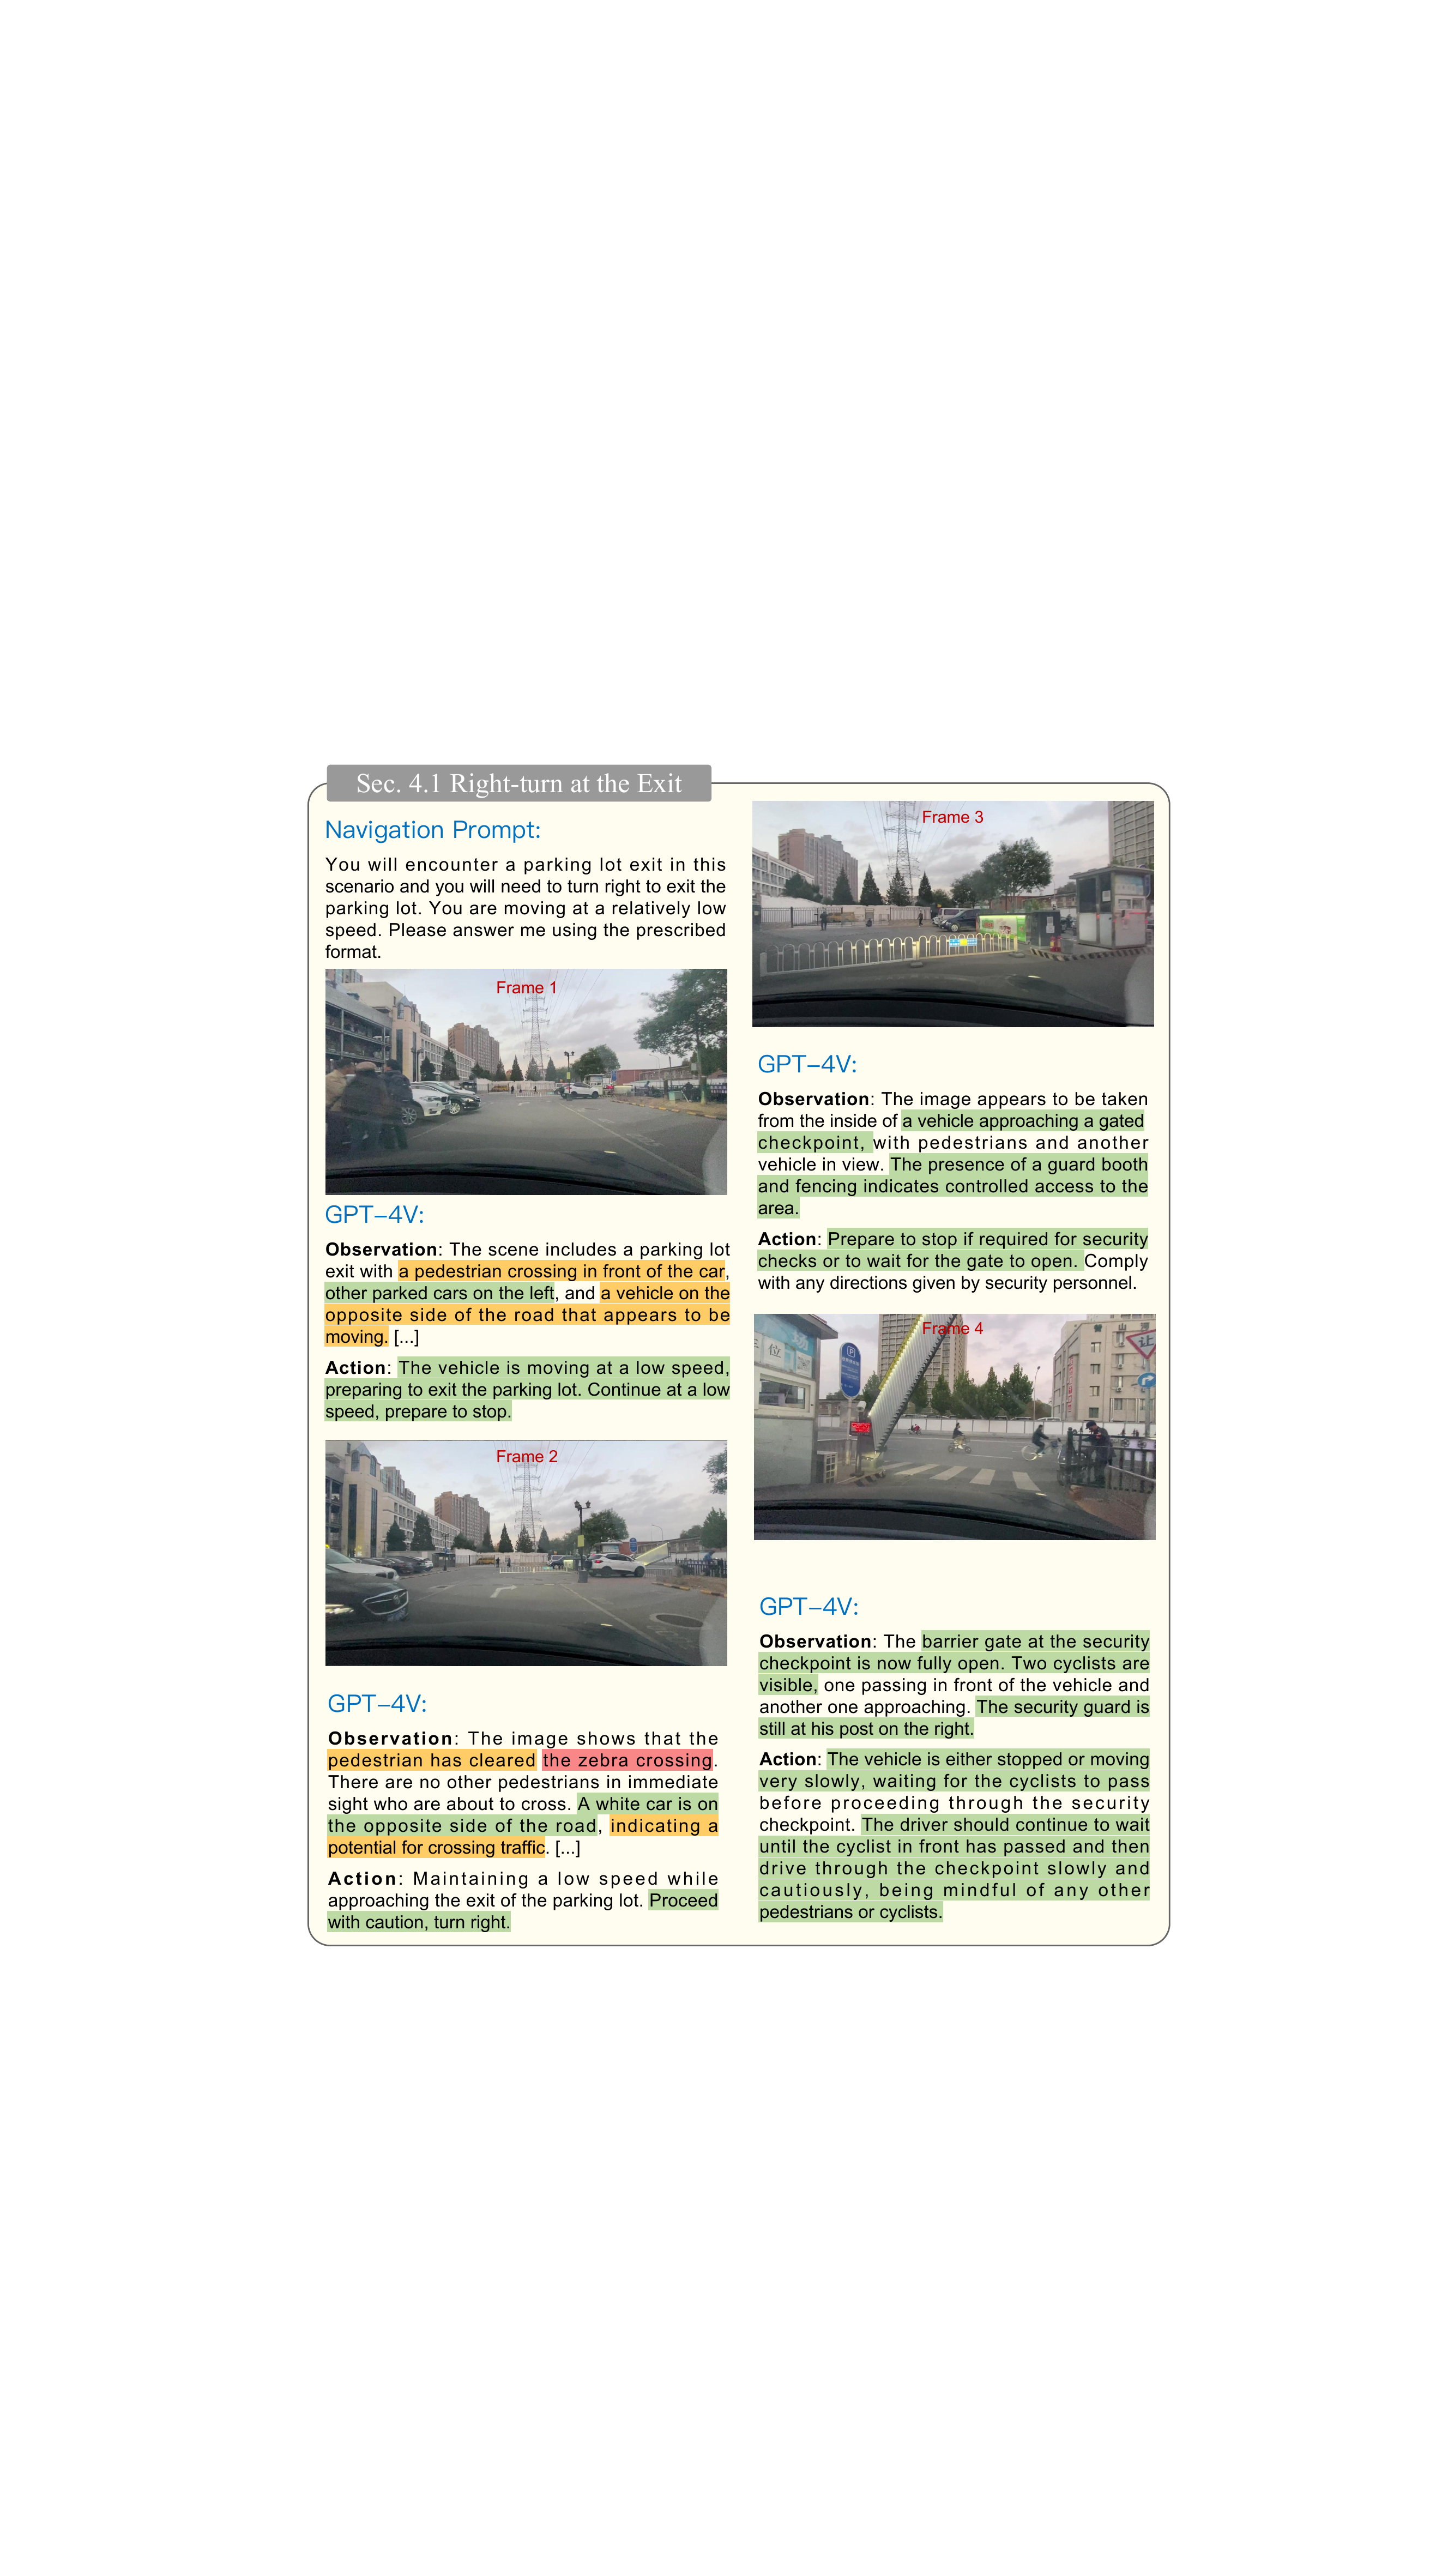 Sec. 4.1 Right-turn at the Exit
Navigation Prompt:
You will encounter a parking lot exit in this
scenario and you will need to turn right to exit the
parking lot. You are moving at a relatively low
speed. Please answer me using the prescribed
format.
Frame 1
GPT–4V:
Observation: The scene includes a parking lot
exit with a pedestrian crossing in front of the car,
other parked cars on the left, and a vehicle on the
opposite side of the road that appears to be
moving. [...]
Action: The vehicle is moving at a low speed,
preparing to exit the parking lot. Continue at a low
speed, prepare to stop.
Frame 2
GPT–4V:
Observation: The image shows that the
pedestrian has cleared the zebra crossing.
There are no other pedestrians in immediate
sight who are about to cross. A white car is on
the opposite side of the road, indicating a
potential for crossing traffic. [...]
Action: Maintaining a low speed while
approaching the exit of the parking lot. Proceed
with caution, turn right.
Frame 3
GPT–4V:
Observation: The image appears to be taken
from the inside of a vehicle approaching a gated
checkpoint, with pedestrians and another
vehicle in view. The presence of a guard booth
and fencing indicates controlled access to the
area.
Action: Prepare to stop if required for security
checks or to wait for the gate to open. Comply
with any directions given by security personnel.
Frame 4
位
P
让
GPT–4V:
Observation: The barrier gate at the security
checkpoint is now fully open. Two cyclists are
visible, one passing in front of the vehicle and
another one approaching. The security guard is
still at his post on the right.
Action: The vehicle is either stopped or moving
very slowly, waiting for the cyclists to pass
before proceeding through the security
checkpoint. The driver should continue to wait
until the cyclist in front has passed and then
drive through the checkpoint slowly and
cautiously, being mindful of any other
pedestrians or cyclists.